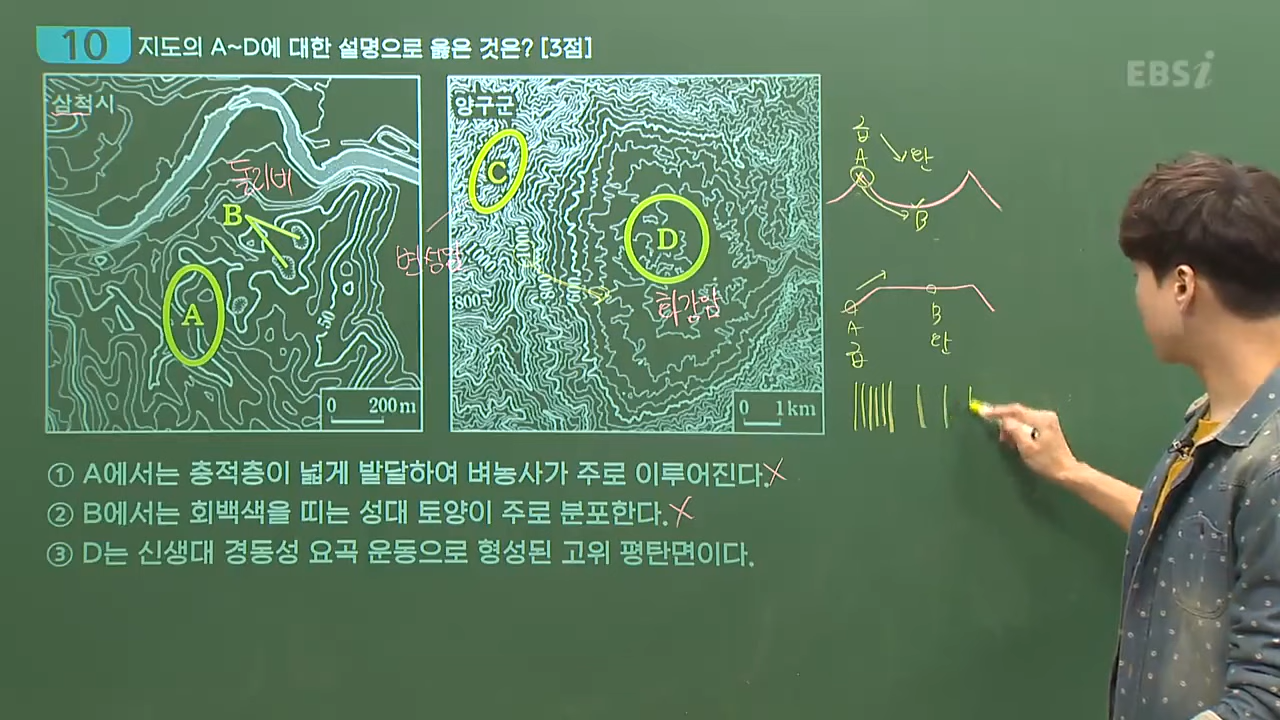 10 지도의 A~D에 대한 설명으로 옳은 것은? [3점]
EBSi
삼척시
돌리네
B
A
50
0 200m
양구군
C
변성암
D
화강암
1000
800
0 1km
급
A
완
B
A
급
B
완
① A에서는 충적층이 넓게 발달하여 벼농사가 주로 이루어진다.X
② B에서는 회백색을 띠는 성대 토양이 주로 분포한다.X
③ D는 신생대 경동성 요곡 운동으로 형성된 고위 평탄면이다.